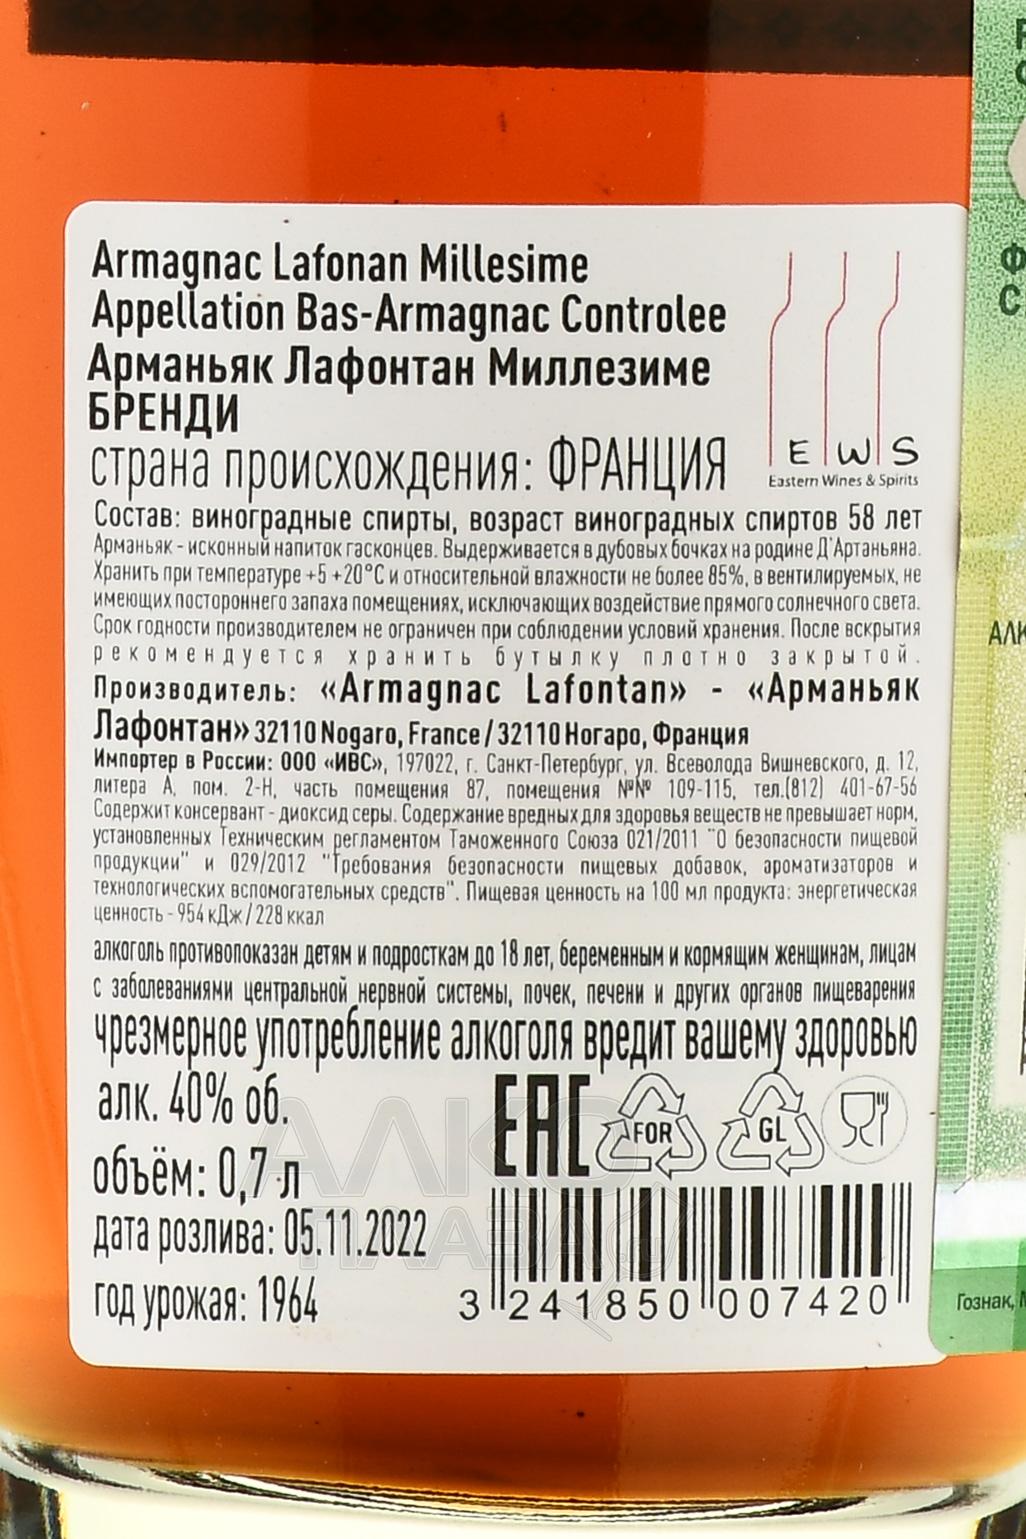 Armagnac Lafonan Millesime
Appellation Bas-Armagnac Controlee
Арманьяк Лафонтан Миллезиме
БРЕНДИ
страна происхождения: ФРАНЦИЯ
E W S
Eastern Wines & Spirits
Состав: виноградные спирты, возраст виноградных спиртов 58 лет
Арманьяк - исконный напиток гасконцев. Выдерживается в дубовых бочках на родине Д'Артаньяна.
Хранить при температуре +5 +20°С и относительной влажности не более 85%, в вентилируемых, не
имеющих постороннего запаха помещениях, исключающих воздействие прямого солнечного света.
Срок годности производителем не ограничен при соблюдении условий хранения. После вскрытия
рекомендуется хранить бутылку плотно закрытой.
Производитель: «Armagnac Lafontan» - «Арманьяк
Лафонтан» 32110 Nogaro, France / 32110 Ногаро, Франция
Импортер в России: ООО «ИВС», 197022, г. Санкт-Петербург, ул. Всеволода Вишневского, д. 12,
литера А, пом. 2-Н, часть помещения 87, помещения №№ 109-115, тел.(812) 401-67-56
Содержит консервант - диоксид серы. Содержание вредных для здоровья веществ не превышает норм,
установленных Техническим регламентом Таможенного Союза 021/2011 "О безопасности пищевой
продукции" и 029/2012 "Требования безопасности пищевых добавок, ароматизаторов и
технологических вспомогательных средств". Пищевая ценность на 100 мл продукта: энергетическая
ценность - 954 кДж / 228 ккал
алкоголь противопоказан детям и подросткам до 18 лет, беременным и кормящим женщинам, лицам
с заболеваниями центральной нервной системы, почек, печени и других органов пищеварения
чрезмерное употребление алкоголя вредит вашему здоровью
алк. 40% об.
объём: 0,7 л
дата розлива: 05.11.2022
год урожая: 1964
EAC
FOR
GL
3 241850 007420
АЛКО
ПЛАЗА
Гознак,